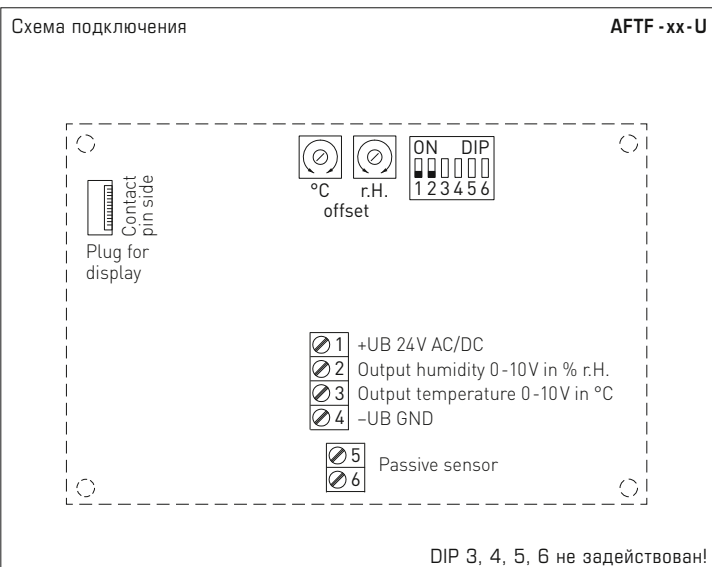 Схема подключения AFTF - xx - U
ON DIP
1 2 3 4 5 6
°C r.H.
offset
Contact
pin side
Plug for
display
1 +UB 24V AC/DC
2 Output humidity 0-10V in % r.H.
3 Output temperature 0-10V in °C
4 –UB GND
5
Passive sensor
6
DIP 3, 4, 5, 6 не задействован!